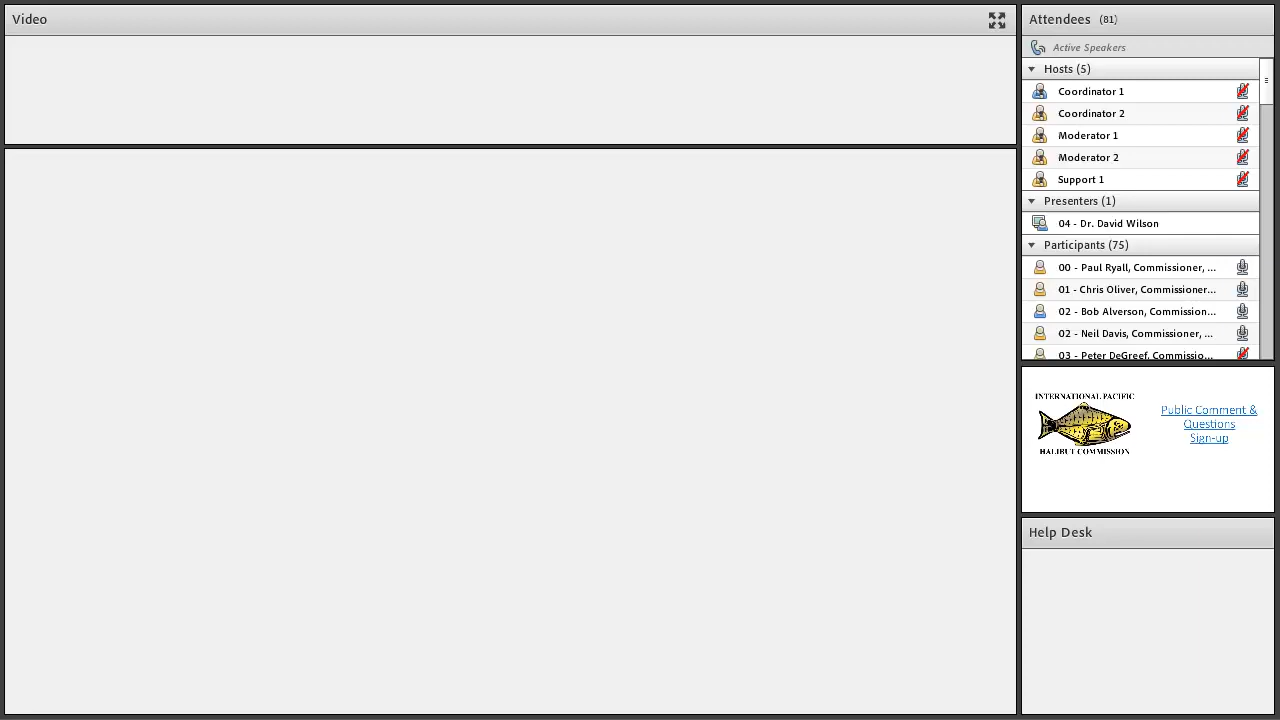 Video
Attendees (81)
Active Speakers
Hosts (5)
Coordinator 1
Coordinator 2
Moderator 1
Moderator 2
Support 1
Presenters (1)
04 - Dr. David Wilson
Participants (75)
00 - Paul Ryall, Commissioner, ...
01 - Chris Oliver, Commissioner...
02 - Bob Alverson, Commission...
02 - Neil Davis, Commissioner, ...
03 - Peter DeGreef, Commissio...
INTERNATIONAL PACIFIC
HALIBUT COMMISSION
Public Comment &
Questions
Sign-up
Help Desk